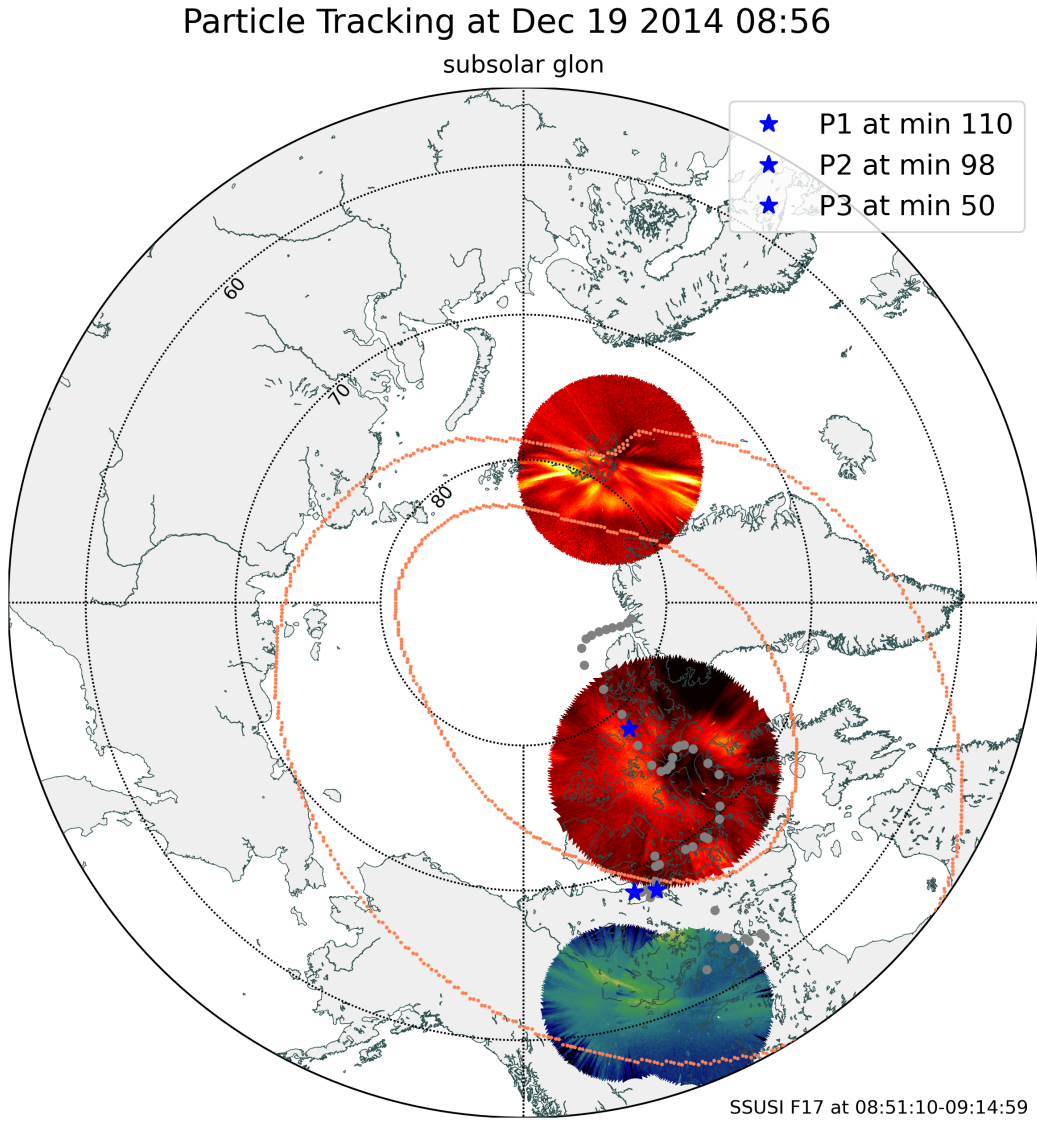 Particle Tracking at Dec 19 2014 08:56
subsolar glon
P1 at min 110
P2 at min 98
P3 at min 50
60
70
80
SSUSI F17 at 08:51:10-09:14:59